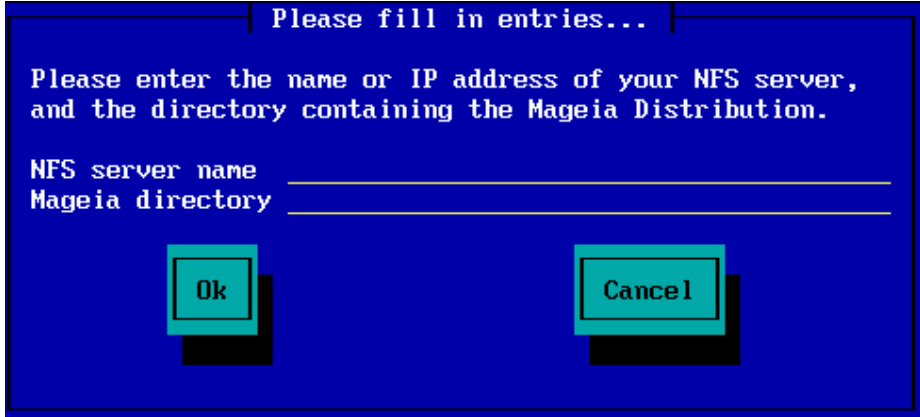 Please fill in entries...
Please enter the name or IP address of your NFS server,
and the directory containing the Mageia Distribution.
NFS server name
Mageia directory
Ok
Cancel